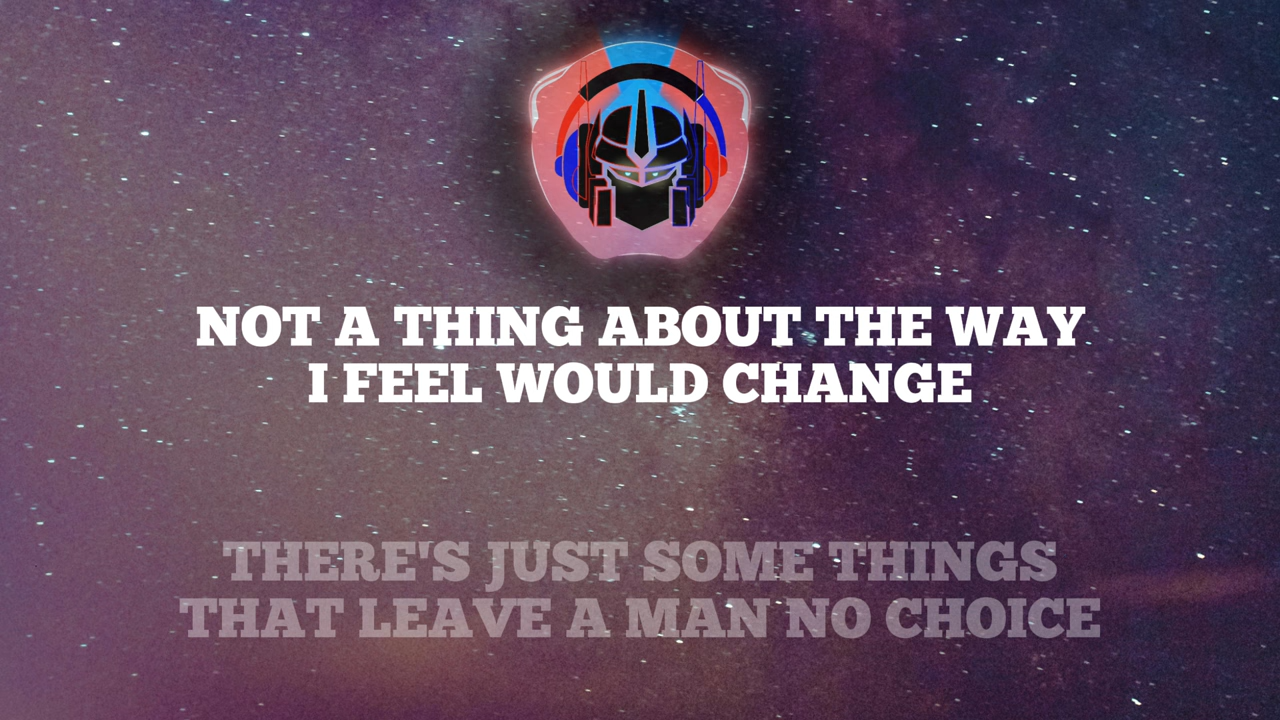 NOT A THING ABOUT THE WAY
I FEEL WOULD CHANGE
THERE'S JUST SOME THINGS
THAT LEAVE A MAN NO CHOICE